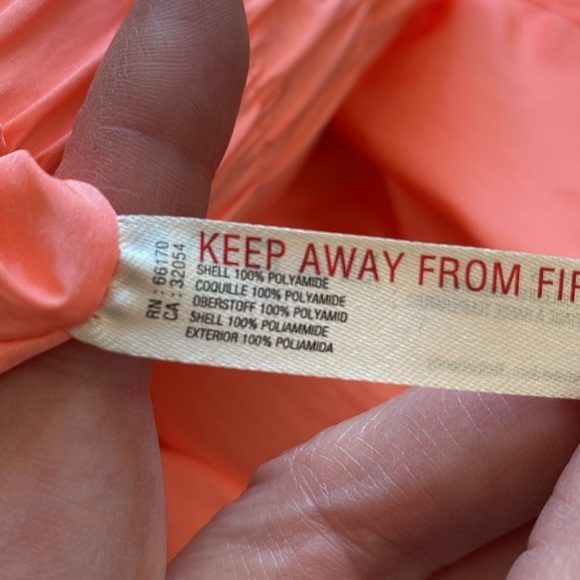 RN : 66170
CA : 32054
KEEP AWAY FROM FIR
SHELL 100% POLYAMIDE
COQUILLE 100% POLYAMIDE
OBERSTOFF 100% POLYAMID
SHELL 100% POLIAMMIDE
EXTERIOR 100% POLIAMIDA